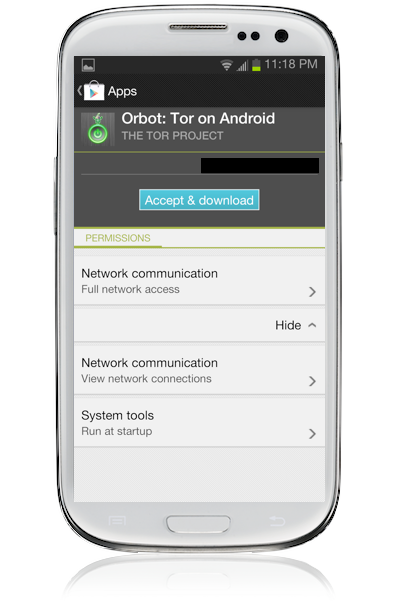 11:18 PM
Apps
Orbot: Tor on Android
THE TOR PROJECT
Accept & download
PERMISSIONS
Network communication
Full network access
Hide
Network communication
View network connections
System tools
Run at startup